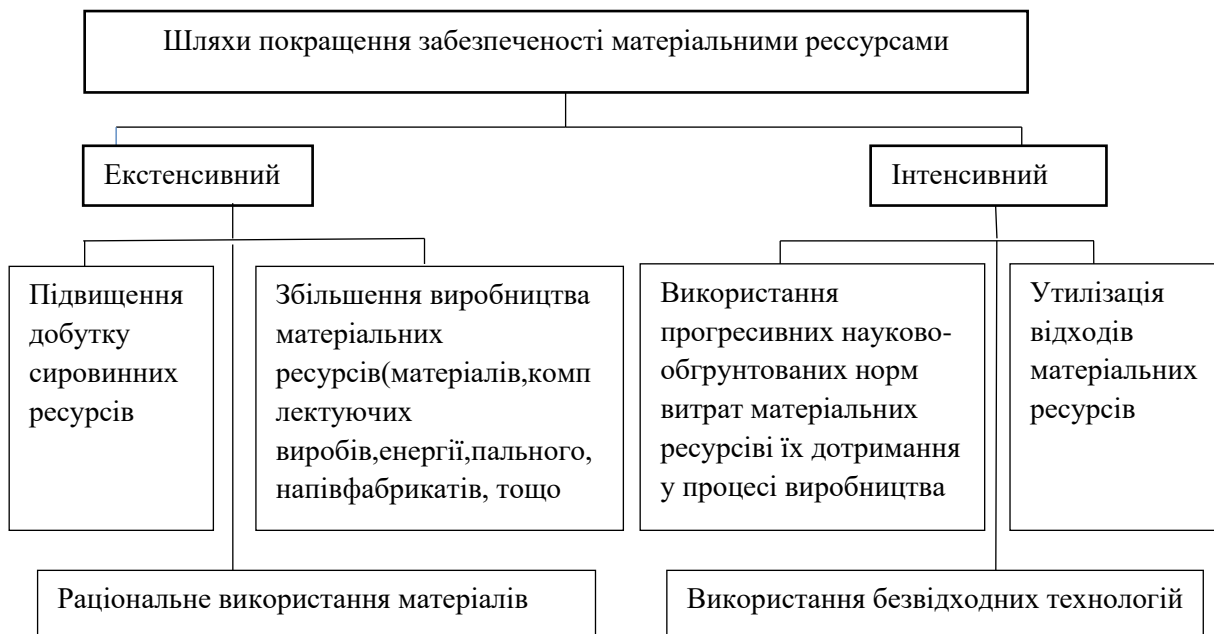 Шляхи покращення забезпеченості матеріальними рессурсами
Екстенсивний
Інтенсивний
Підвищення
добутку
сировинних
ресурсів
Збільшення виробництва
матеріальних
ресурсів(матеріалів,комп
лектуючих
виробів,енергії,пального,
напівфабрикатів, тощо
Використання
прогресивних науково-
обгрунтованих норм
витрат матеріальних
ресурсіві їх дотримання
у процесі виробництва
Утилізація
відходів
матеріальних
ресурсів
Раціональне використання матеріалів
Використання безвідходних технологій